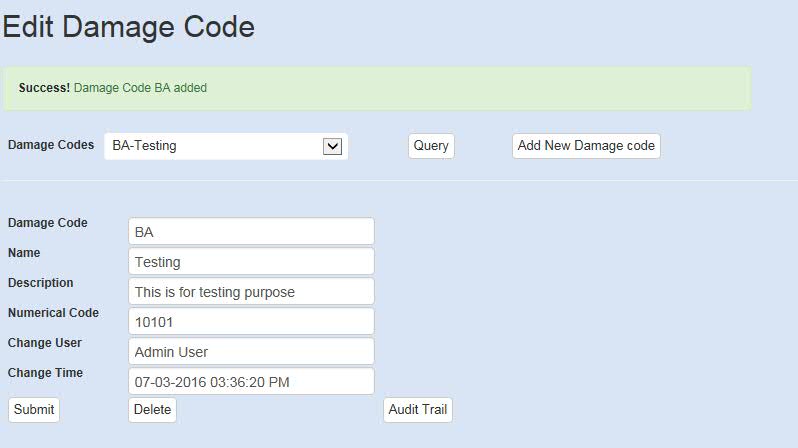 Edit Damage Code
Success! Damage Code BA added
Damage Codes BA-Testing Query Add New Damage code
Damage Code BA
Name Testing
Description This is for testing purpose
Numerical Code 10101
Change User Admin User
Change Time 07-03-2016 03:36:20 PM
Submit Delete Audit Trail